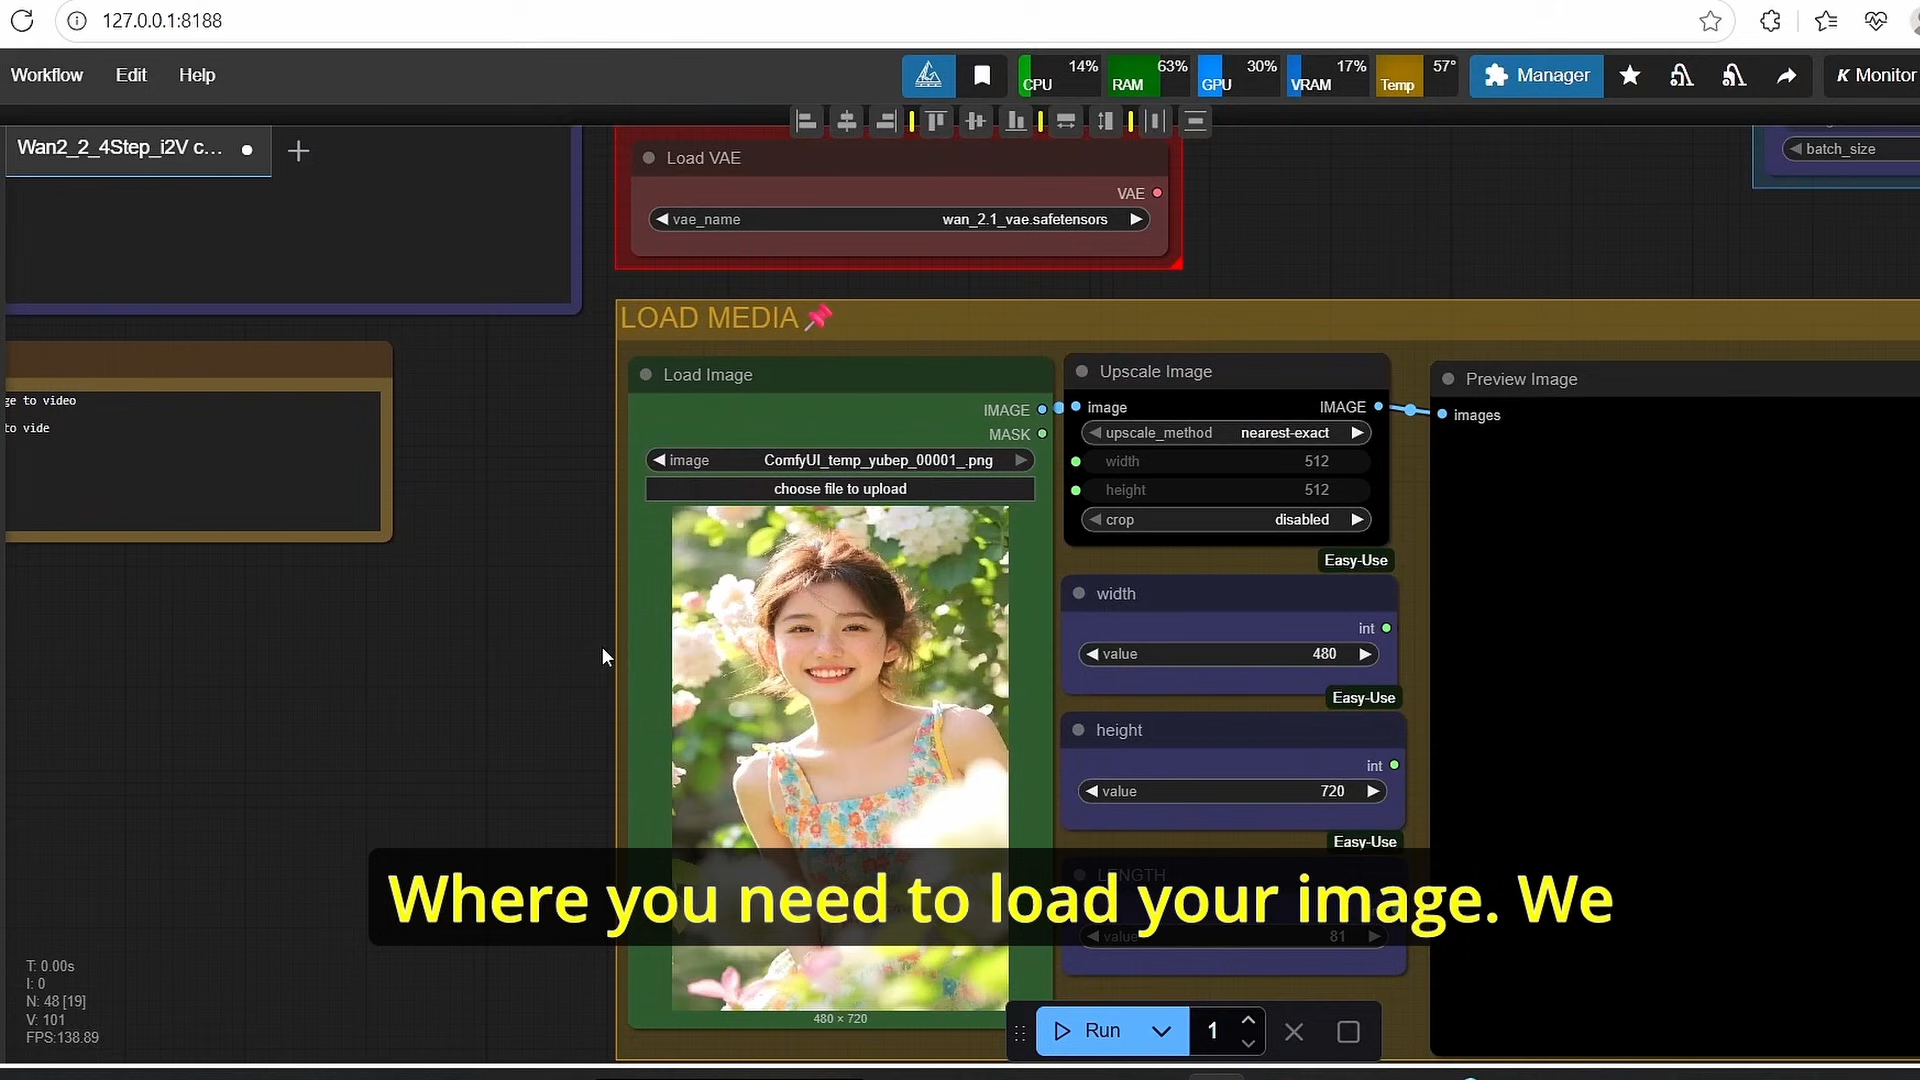 127.0.0.1:8188
Workflow
Edit
Help
CPU
14%
RAM
63%
GPU
30%
VRAM
17%
Temp
57°
Manager
K Monitor
Wan2_2_4Step_i2V c...
Load VAE
VAE
vae_name
wan_2.1_vae.safetensors
batch_size
LOAD MEDIA
ge to video
to vide
Load Image
IMAGE
MASK
image
ComfyUI_temp_yubep_00001_.png
choose file to upload
480 × 720
Upscale Image
image
IMAGE
upscale_method
nearest-exact
width
512
height
512
crop
disabled
Easy-Use
width
int
value
480
Easy-Use
height
int
value
720
Easy-Use
LENGTH
value
81
Preview Image
images
Where you need to load your image. We
T: 0.00s
I: 0
N: 48 [19]
V: 101
FPS:138.89
Run
1